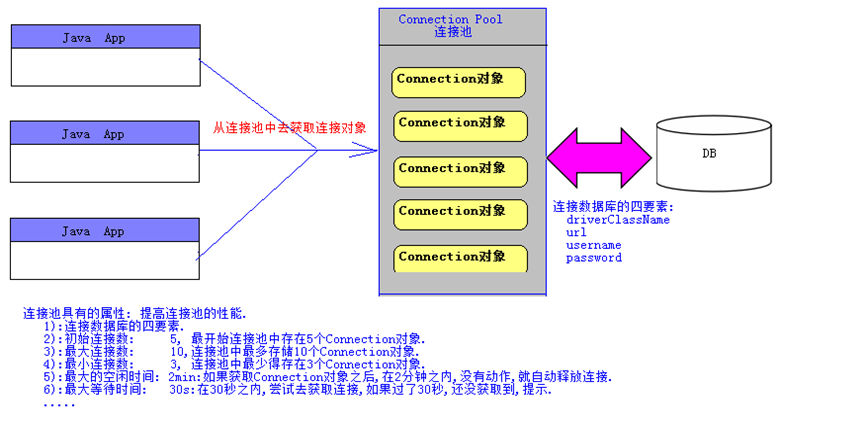 Java App
Java App
Java App
从连接池中去获取连接对象
Connection Pool
连接池
Connection对象
Connection对象
Connection对象
Connection对象
Connection对象
DB
连接数据库的四要素:
driverClassName
url
username
password
连接池具有的属性: 提高连接池的性能.
1):连接数据库的四要素.
2):初始连接数: 5, 最开始连接池中存在5个Connection对象.
3):最大连接数: 10,连接池中最多存储10个Connection对象.
4):最小连接数: 3, 连接池中最少得存在3个Connection对象.
5):最大的空闲时间: 2min:如果获取Connection对象之后,在2分钟之内,没有动作,就自动释放连接.
6):最大等待时间: 30s:在30秒之内,尝试去获取连接,如果过了30秒,还没获取到,提示.
.....